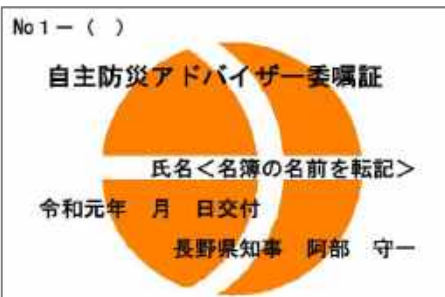 No１－（　）
自主防災アドバイザー委嘱証
氏名＜名簿の名前を転記＞
令和元年　月　日交付
長野県知事　阿部　守一